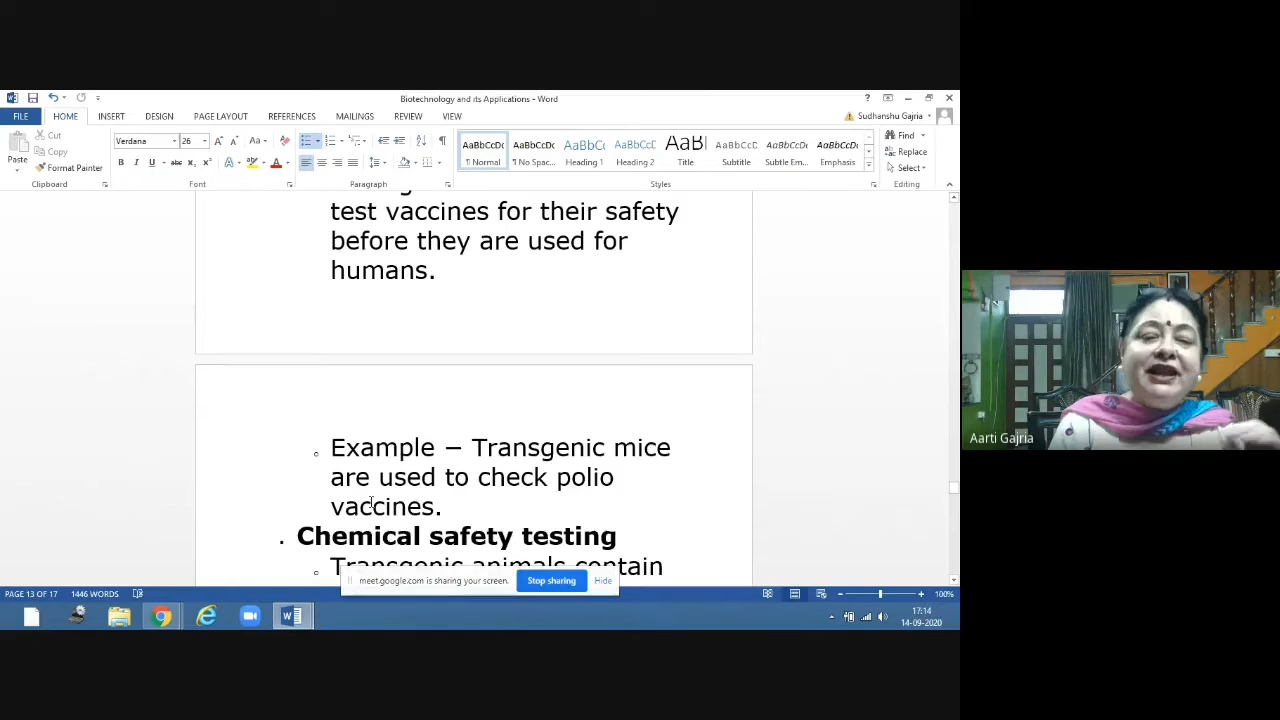 Biotechnology and its Applications - Word
FILE HOME INSERT DESIGN PAGE LAYOUT REFERENCES MAILINGS REVIEW VIEW
Sudhanshu Gajria
Cut
Copy
Format Painter
Paste
Verdana 26
AaBbCcDc AaBbCcDc AaBbCc AaBbCcC AaB AaBbCcD AaBbCcDc AaBbCcDc
¶ Normal ¶ No Spac... Heading 1 Heading 2 Title Subtitle Subtle Em... Emphasis
Find
Replace
Select
Clipboard Font Paragraph Styles Editing
test vaccines for their safety
before they are used for
humans.
Example − Transgenic mice
are used to check polio
vaccines.
Chemical safety testing
Transgenic animals contain
meet.google.com is sharing your screen. Stop sharing Hide
PAGE 13 OF 17 1446 WORDS 100%
17:14
14-09-2020
Aarti Gajria